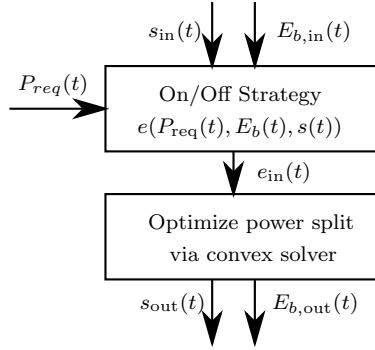 s_in(t) E_b,in(t)
P_req(t)
On/Off Strategy
e(P_req(t), E_b(t), s(t))
e_in(t)
Optimize power split
via convex solver
s_out(t) E_b,out(t)